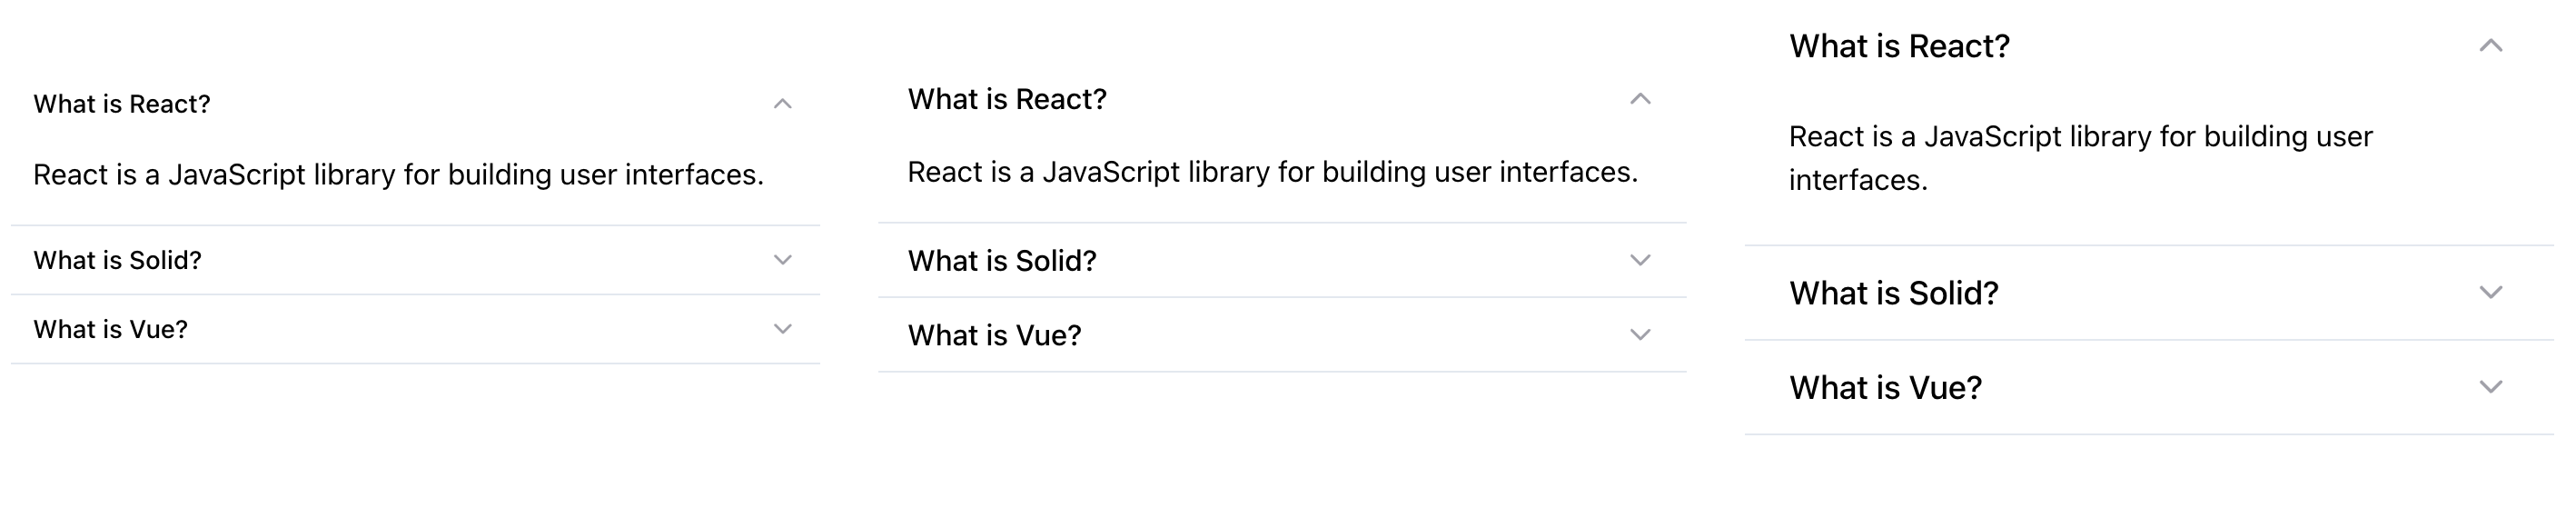 What is React?
React is a JavaScript library for building user interfaces.
What is Solid?
What is Vue?
What is React?
React is a JavaScript library for building user interfaces.
What is Solid?
What is Vue?
What is React?
React is a JavaScript library for building user
interfaces.
What is Solid?
What is Vue?